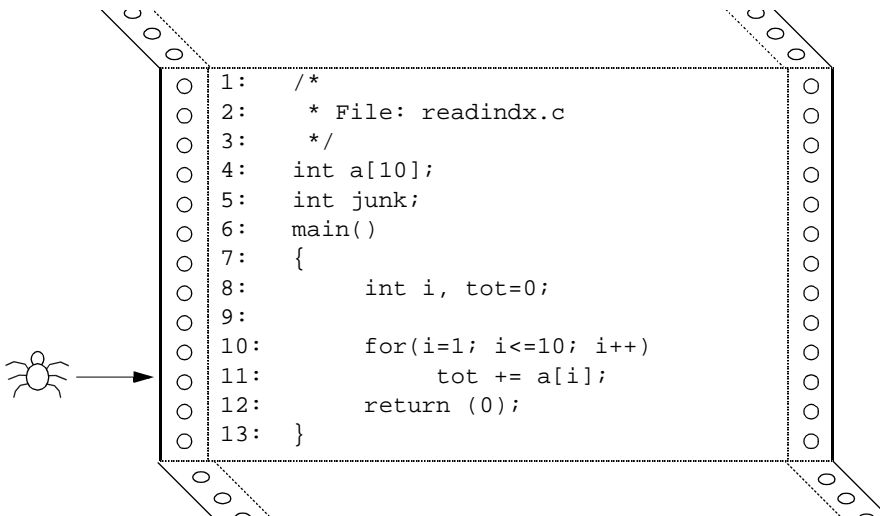 1: /*
2: * File: readindx.c
3: */
4: int a[10];
5: int junk;
6: main()
7: {
8: int i, tot=0;
9:
10: for(i=1; i<=10; i++)
11: tot += a[i];
12: return (0);
13: }